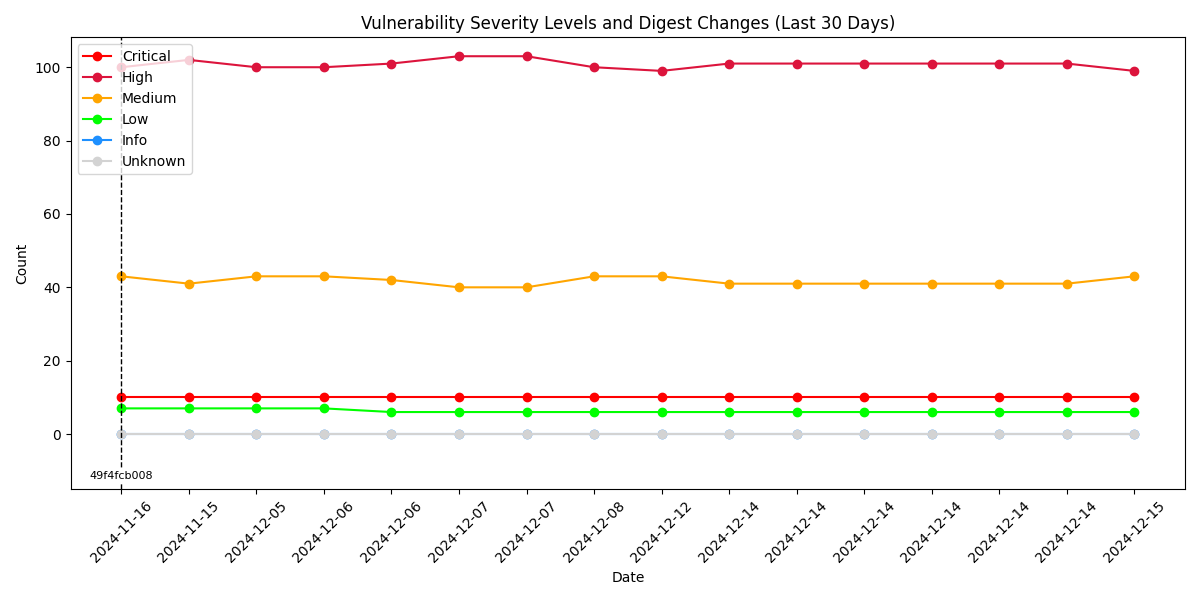 Vulnerability Severity Levels and Digest Changes (Last 30 Days)
Critical
High
Medium
Low
Info
Unknown
100
80
60
40
20
0
Count
49f4fcb008
2024-11-16
2024-11-15
2024-12-05
2024-12-06
2024-12-06
2024-12-07
2024-12-07
2024-12-08
2024-12-12
2024-12-14
2024-12-14
2024-12-14
2024-12-14
2024-12-14
2024-12-14
2024-12-15
Date